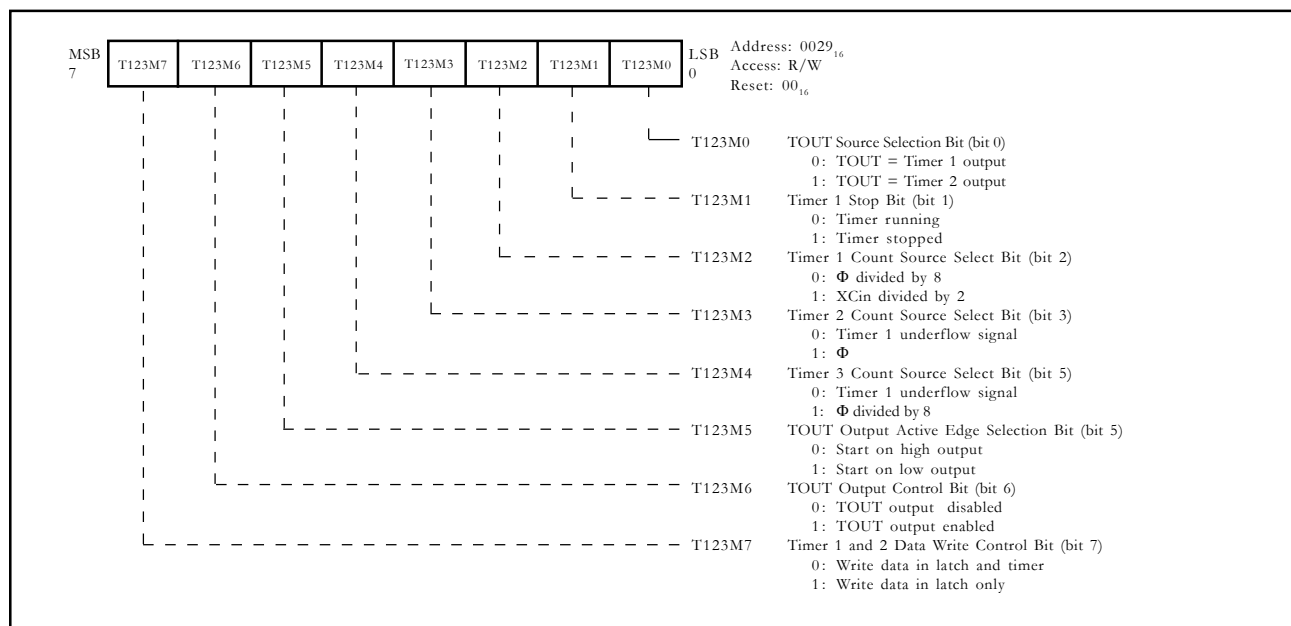 MSB
7
T123M7 T123M6 T123M5 T123M4 T123M3 T123M2 T123M1 T123M0
LSB
0
Address: 0029₁₆
Access: R/W
Reset: 00₁₆
T123M0 TOUT Source Selection Bit (bit 0)
0: TOUT = Timer 1 output
1: TOUT = Timer 2 output
T123M1 Timer 1 Stop Bit (bit 1)
0: Timer running
1: Timer stopped
T123M2 Timer 1 Count Source Select Bit (bit 2)
0: Φ divided by 8
1: XCin divided by 2
T123M3 Timer 2 Count Source Select Bit (bit 3)
0: Timer 1 underflow signal
1: Φ
T123M4 Timer 3 Count Source Select Bit (bit 5)
0: Timer 1 underflow signal
1: Φ divided by 8
T123M5 TOUT Output Active Edge Selection Bit (bit 5)
0: Start on high output
1: Start on low output
T123M6 TOUT Output Control Bit (bit 6)
0: TOUT output disabled
1: TOUT output enabled
T123M7 Timer 1 and 2 Data Write Control Bit (bit 7)
0: Write data in latch and timer
1: Write data in latch only